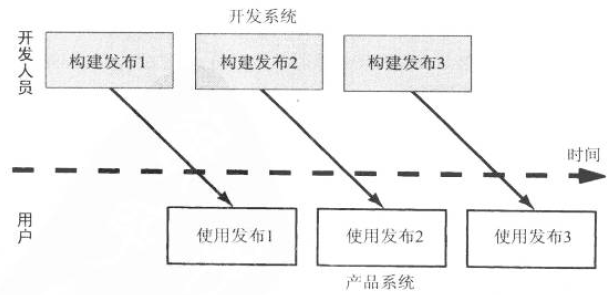 开发系统
开发人员
构建发布1
构建发布2
构建发布3
时间
用户
使用发布1
使用发布2
使用发布3
产品系统